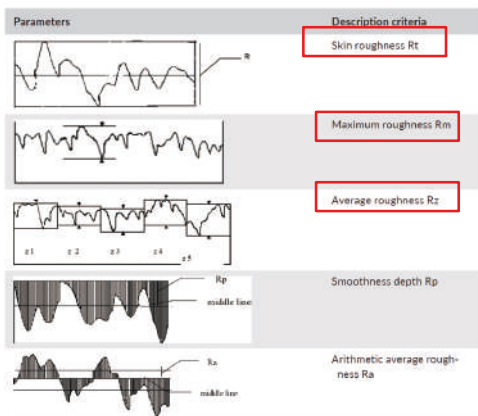 Parameters Description criteria
Skin roughness Rt
R
Maximum roughness Rm
Average roughness Rz
z1 z2 z3 z4 z5
Smoothness depth Rp
Rp
middle line
Arithmetic average rough-
ness Ra
Ra
middle line